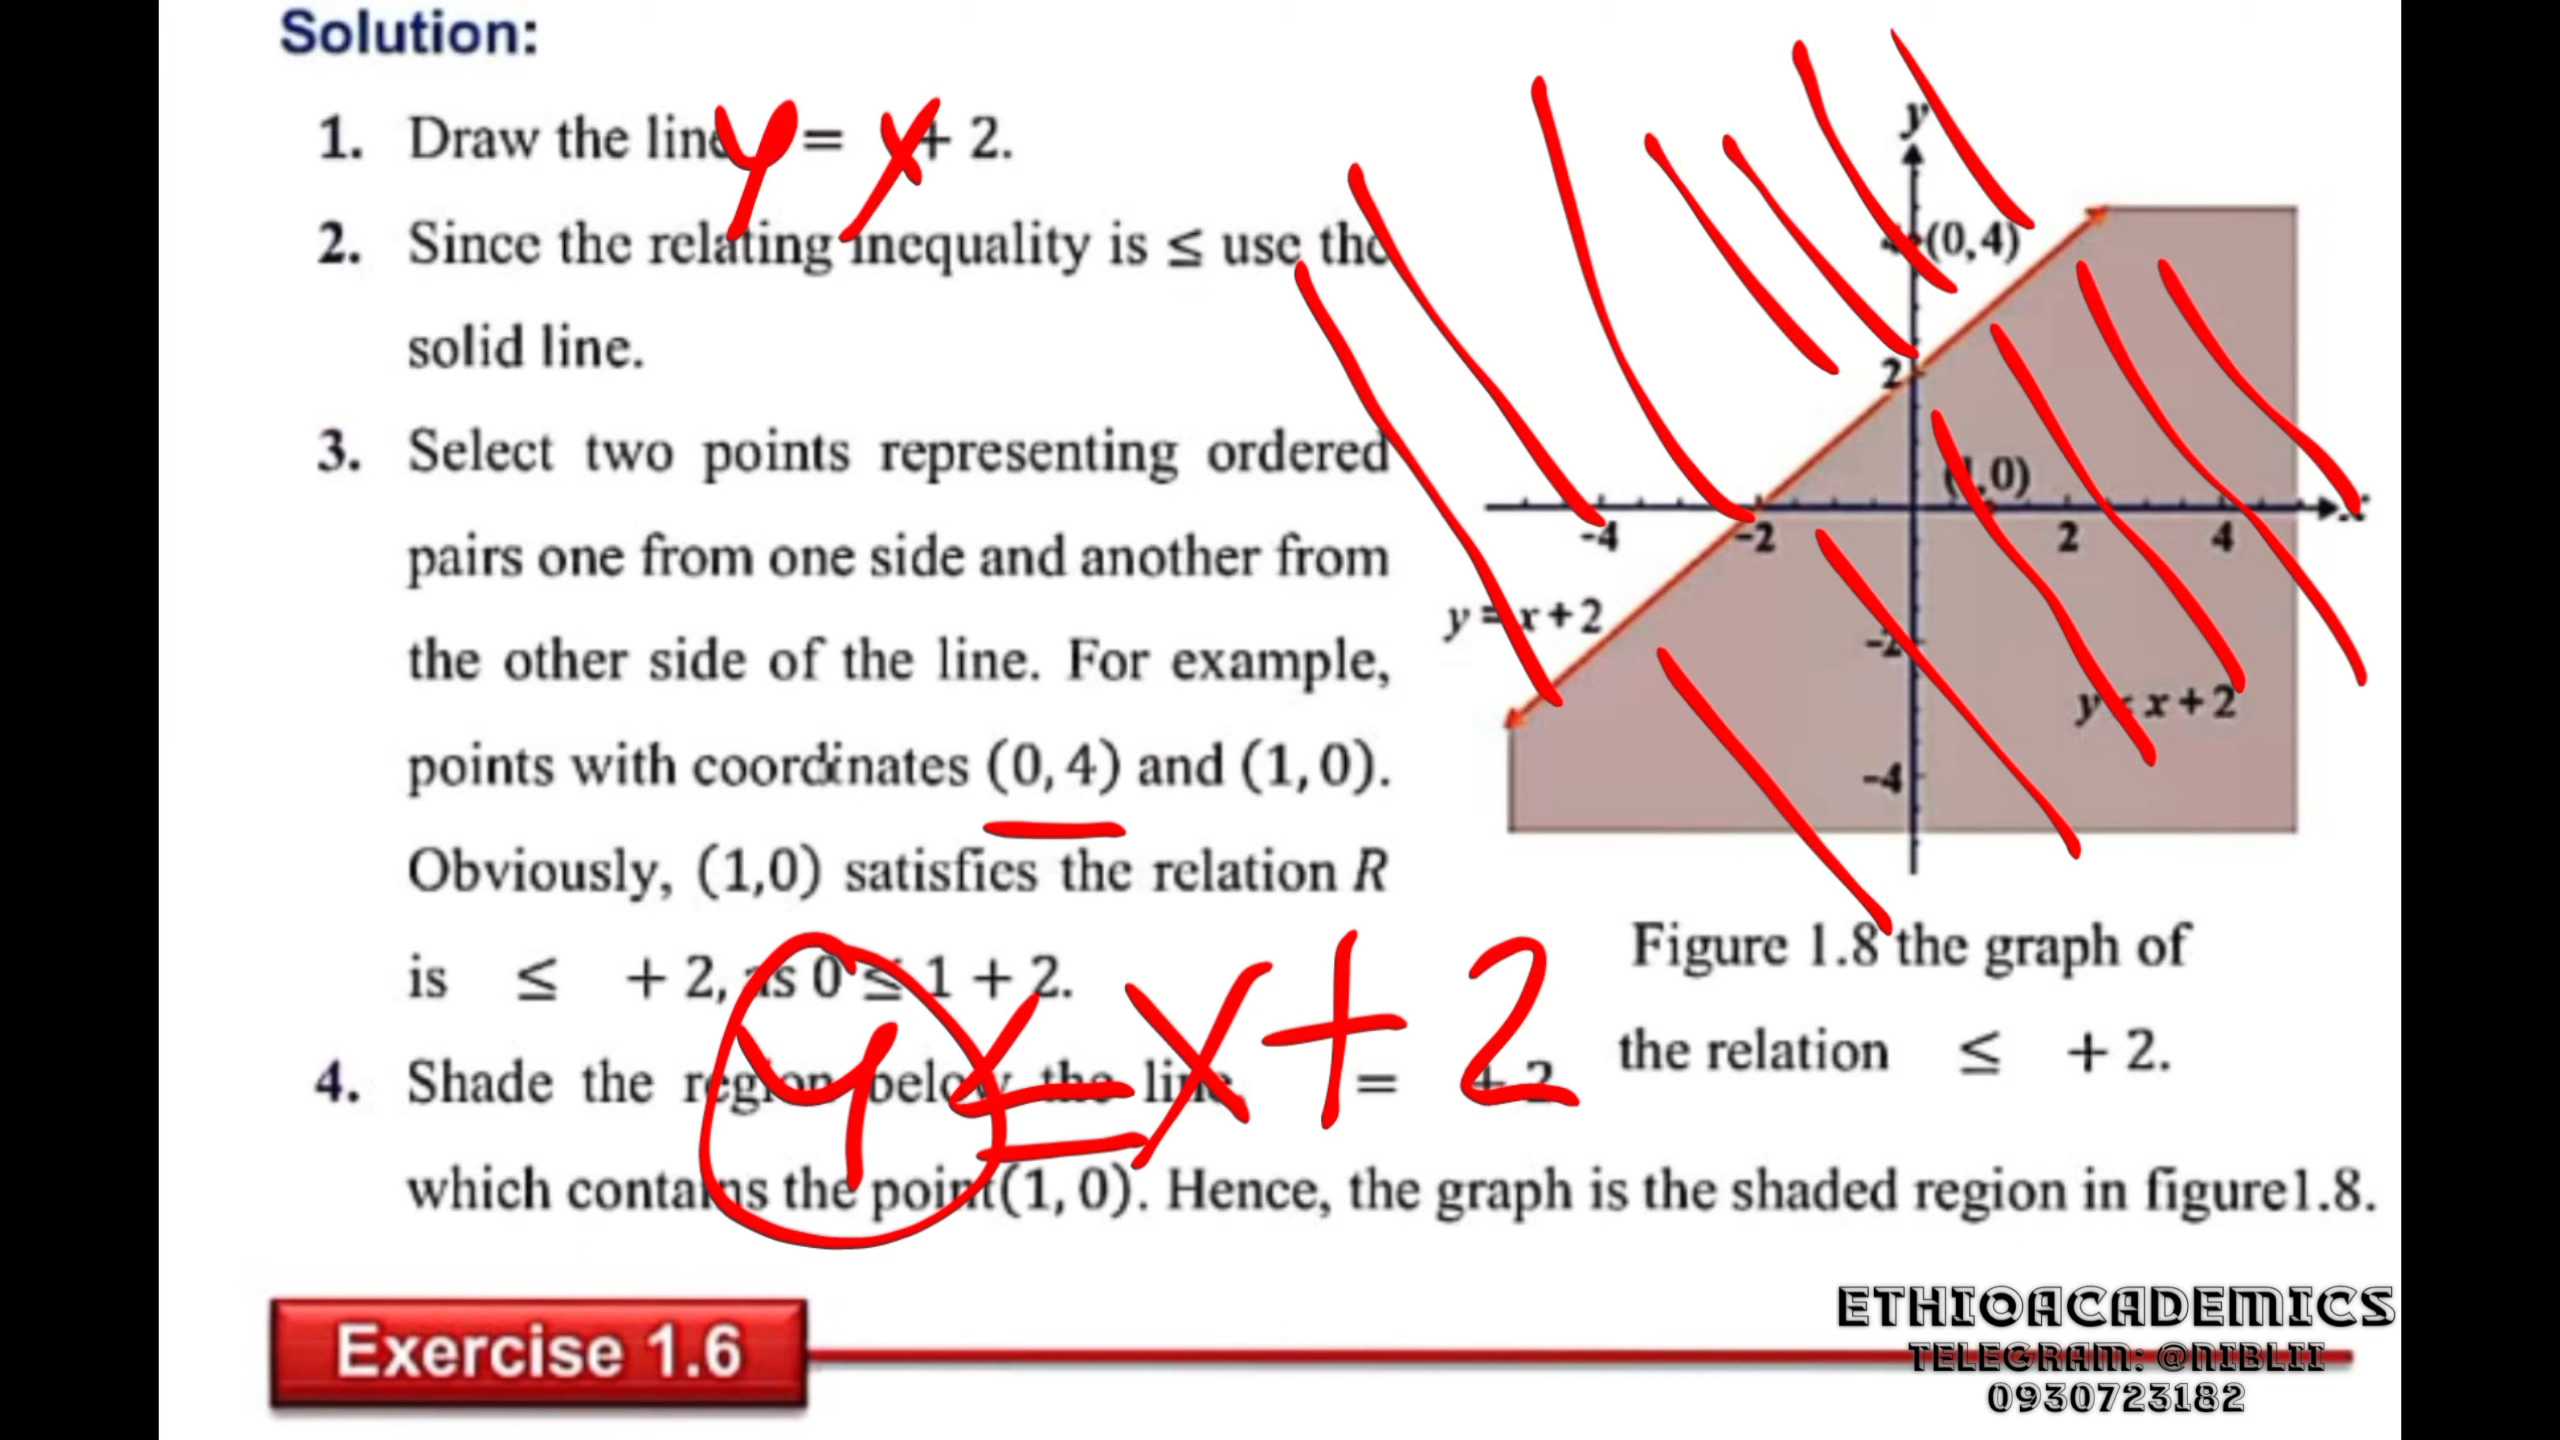 Solution:
1. Draw the line y = x + 2.
2. Since the relating inequality is ≤ use the
solid line.
3. Select two points representing ordered
pairs one from one side and another from
the other side of the line. For example,
points with coordinates (0, 4) and (1, 0).
Obviously, (1,0) satisfies the relation R
is ≤ + 2, as 0 ≤ 1 + 2.
y ≤ x + 2
4. Shade the region below the line = + 2
which contains the point (1, 0). Hence, the graph is the shaded region in figure1.8.
y
(0,4)
2
(1,0)
-4 -2 2 4 x
y = x + 2
-2
y < x + 2
-4
Figure 1.8 the graph of
the relation ≤ + 2.
Exercise 1.6
ETHIOACADEMICS
TELEGRAM: @NIBLII
0930723182